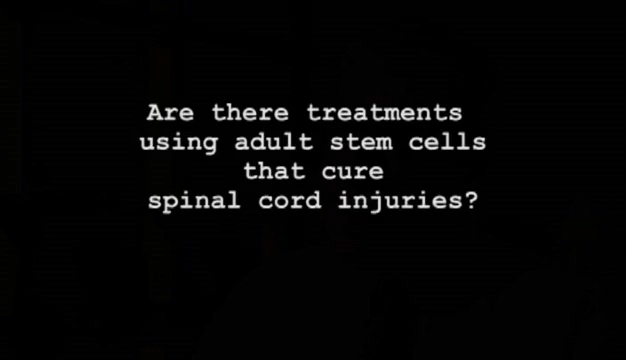 Are there treatments
using adult stem cells
that cure
spinal cord injuries?